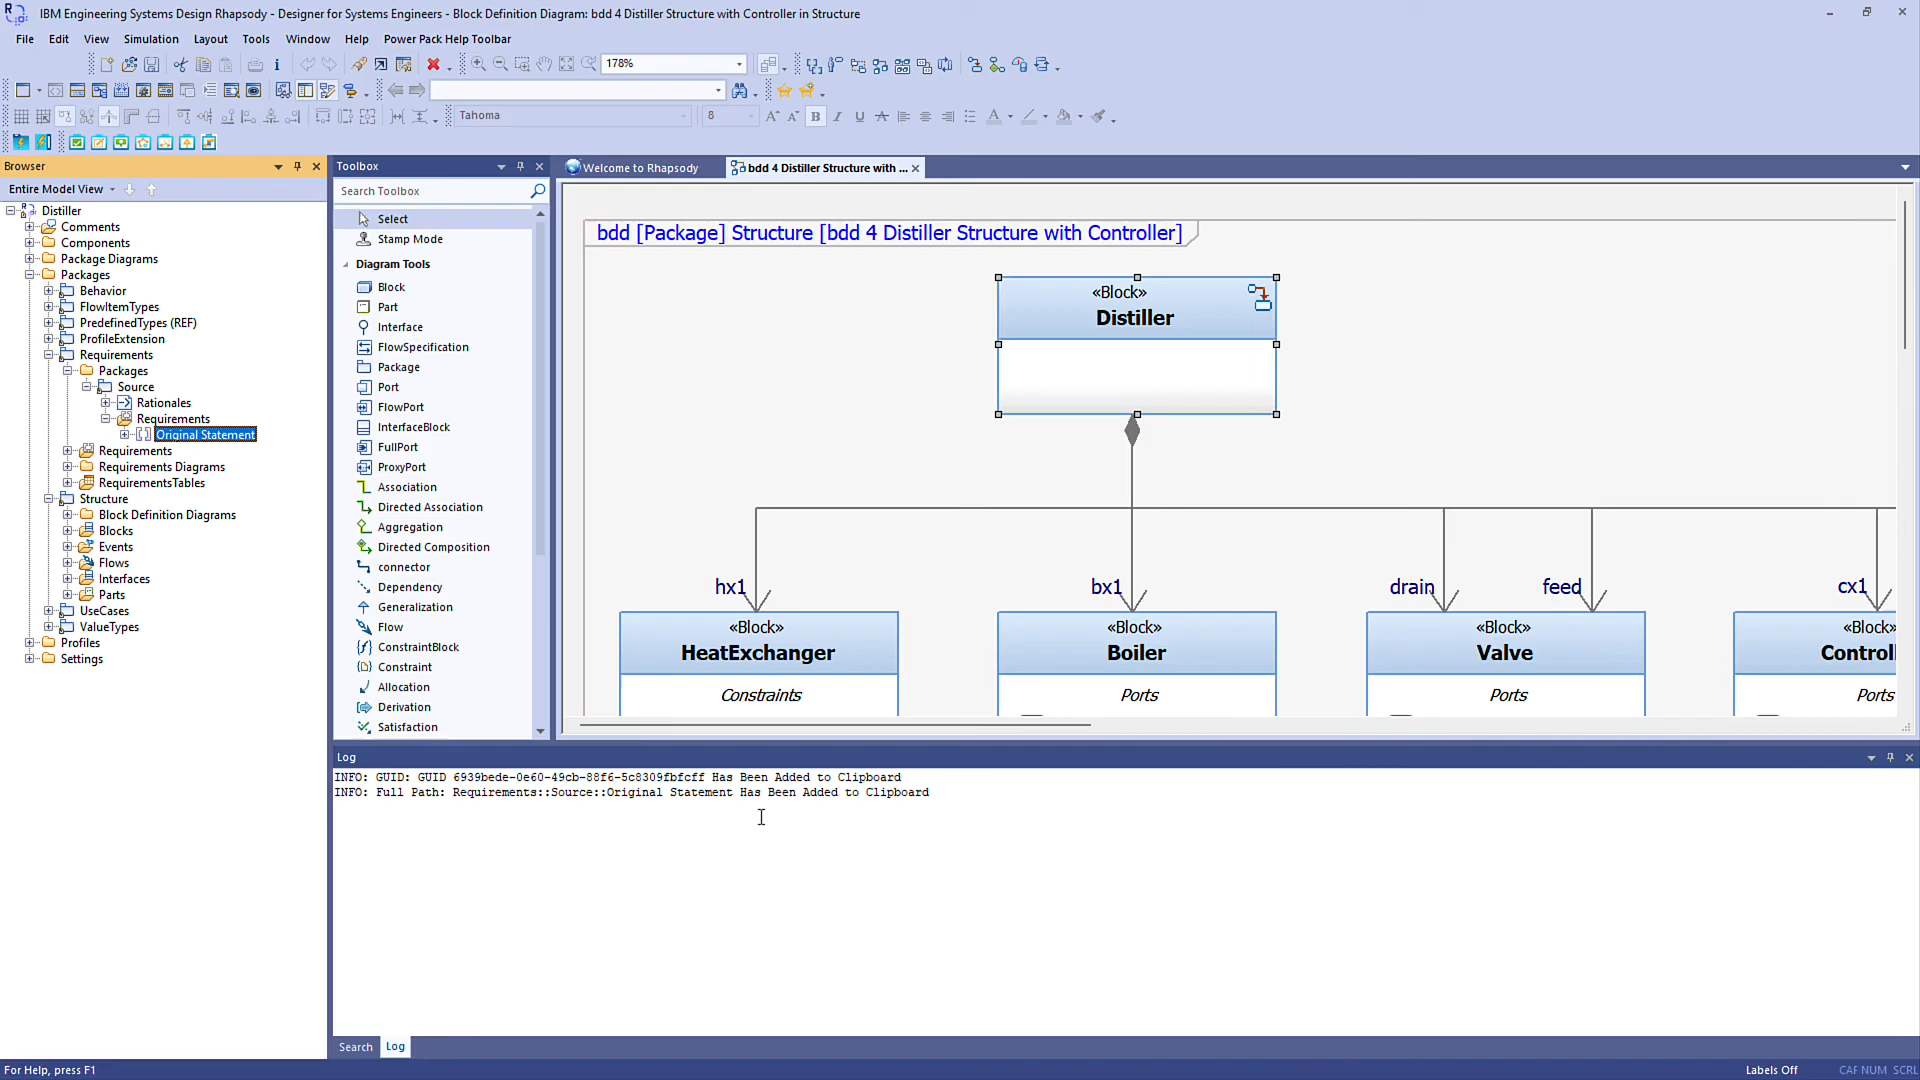 IBM Engineering Systems Design Rhapsody - Designer for Systems Engineers - Block Definition Diagram: bdd 4 Distiller Structure with Controller in Structure
File Edit View Simulation Layout Tools Window Help Power Pack Help Toolbar
178%
Tahoma 8
Browser
Entire Model View
Distiller
Comments
Components
Package Diagrams
Packages
Behavior
FlowItemTypes
PredefinedTypes (REF)
ProfileExtension
Requirements
Packages
Source
Rationales
Requirements
Original Statement
Requirements
Requirements Diagrams
RequirementsTables
Structure
Block Definition Diagrams
Blocks
Events
Flows
Interfaces
Parts
UseCases
ValueTypes
Profiles
Settings
Toolbox
Search Toolbox
Select
Stamp Mode
Diagram Tools
Block
Part
Interface
FlowSpecification
Package
Port
FlowPort
InterfaceBlock
FullPort
ProxyPort
Association
Directed Association
Aggregation
Directed Composition
connector
Dependency
Generalization
Flow
ConstraintBlock
Constraint
Allocation
Derivation
Satisfaction
Welcome to Rhapsody
bdd 4 Distiller Structure with ...
bdd [Package] Structure [bdd 4 Distiller Structure with Controller]
«Block»
Distiller
hx1 bx1 drain feed cx1
«Block» «Block» «Block» «Block»
HeatExchanger Boiler Valve Control
Constraints Ports Ports Ports
Log
INFO: GUID: GUID 6939bede-0e60-49cb-88f6-5c8309fbfcff Has Been Added to Clipboard
INFO: Full Path: Requirements::Source::Original Statement Has Been Added to Clipboard
Search Log
For Help, press F1
Labels Off
CAP NUM SCRL